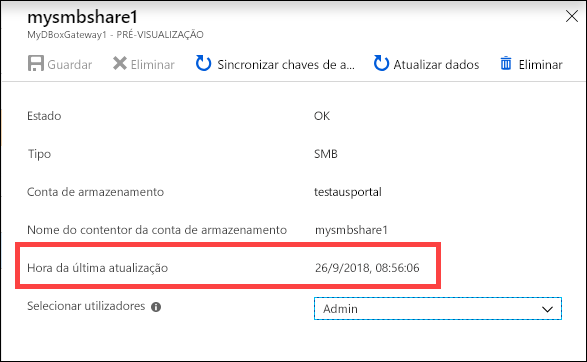 mysmbshare1
MyDBoxGateway1 - PRÉ-VISUALIZAÇÃO
Guardar Eliminar Sincronizar chaves de a... Atualizar dados Eliminar
Estado OK
Tipo SMB
Conta de armazenamento testausportal
Nome do contentor da conta de armazenamento mysmbshare1
Hora da última atualização 26/9/2018, 08:56:06
Selecionar utilizadores Admin